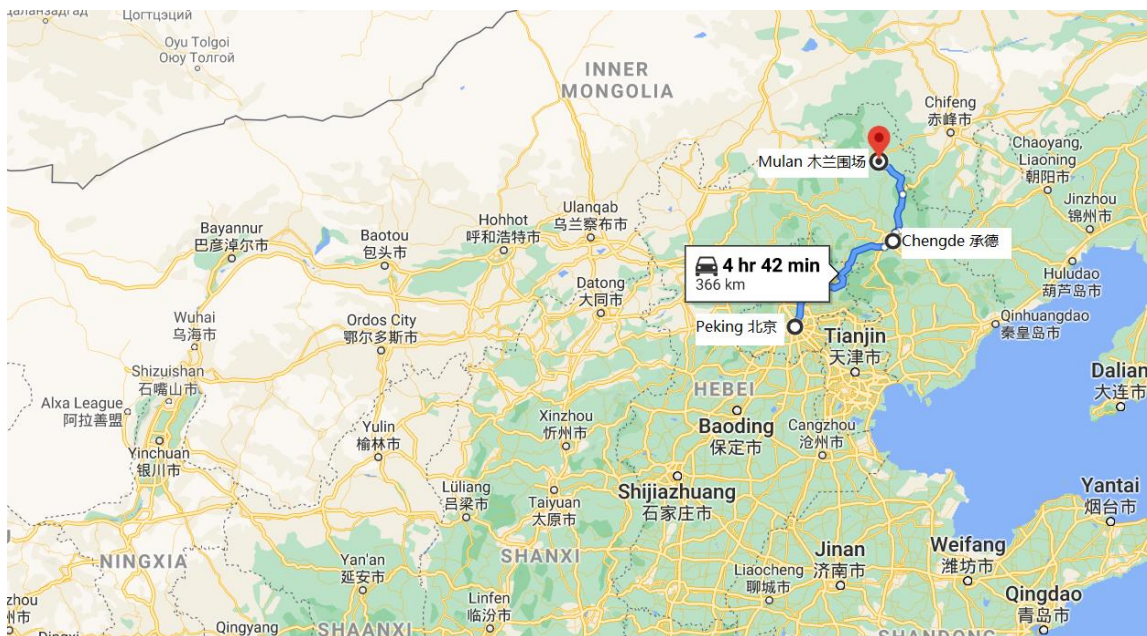 Цогтцэций
Oyu Tolgoi
Оюу Толгой
INNER
MONGOLIA
Chifeng
赤峰市
Mulan 木兰围场
Chaoyang,
Liaoning
朝阳市
Jinzhou
锦州市
Ulanqab
乌兰察布市
Hohhot
呼和浩特市
Bayannur
巴彦淖尔市
Baotou
包头市
Chengde 承德
4 hr 42 min
366 km
Huludao
葫芦岛市
Datong
大同市
Wuhai
乌海市
Ordos City
鄂尔多斯市
Peking 北京
Qinhuangdao
秦皇岛市
Tianjin
天津市
Shizuishan
石嘴山市
Dalian
大连市
HEBEI
Alxa League
阿拉善盟
Xinzhou
忻州市
Baoding
保定市
Cangzhou
沧州市
Yulin
榆林市
Yinchuan
银川市
Lüliang
吕梁市
Taiyuan
太原市
Shijiazhuang
石家庄市
Yantai
烟台市
NINGXIA
SHANXI
Jinan
济南市
Weifang
潍坊市
Yan'an
延安市
Liaocheng
聊城市
Linfen
临汾市
Qingdao
青岛市
zhou
州市
Qingyang
SHAANXI